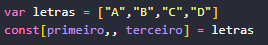 var letras = ["A","B","C","D"]
const[primeiro,, terceiro] = letras